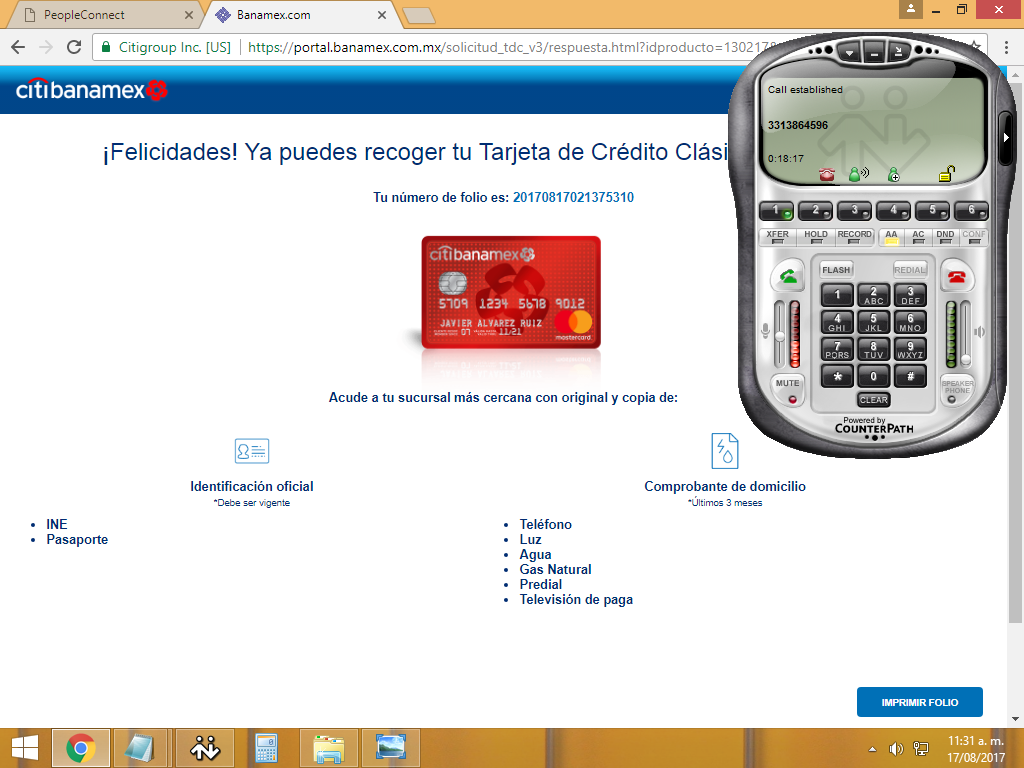 PeopleConnect
Banamex.com
Citigroup Inc. [US]
https://portal.banamex.com.mx/solicitud_tdc_v3/respuesta.html?idproducto=130217
citibanamex
¡Felicidades! Ya puedes recoger tu Tarjeta de Crédito Clási
Tu número de folio es: 20170817021375310
citibanamex
5709 1234 5678 9012
07 11/21
JAVIER ALVAREZ RUIZ
mastercard
Acude a tu sucursal más cercana con original y copia de:
Identificación oficial
*Debe ser vigente
INE
Pasaporte
Comprobante de domicilio
*Últimos 3 meses
Teléfono
Luz
Agua
Gas Natural
Predial
Televisión de paga
IMPRIMIR FOLIO
Call established
3313864596
0:18:17
1 2 3 4 5 6
XFER HOLD RECORD AA AC DND CONF
FLASH REDIAL
1 2 ABC 3 DEF
4 GHI 5 JKL 6 MNO
7 PQRS 8 TUV 9 WXYZ
* 0 #
MUTE
SPEAKER PHONE
CLEAR
Powered by
COUNTERPATH
11:31 a. m.
17/08/2017